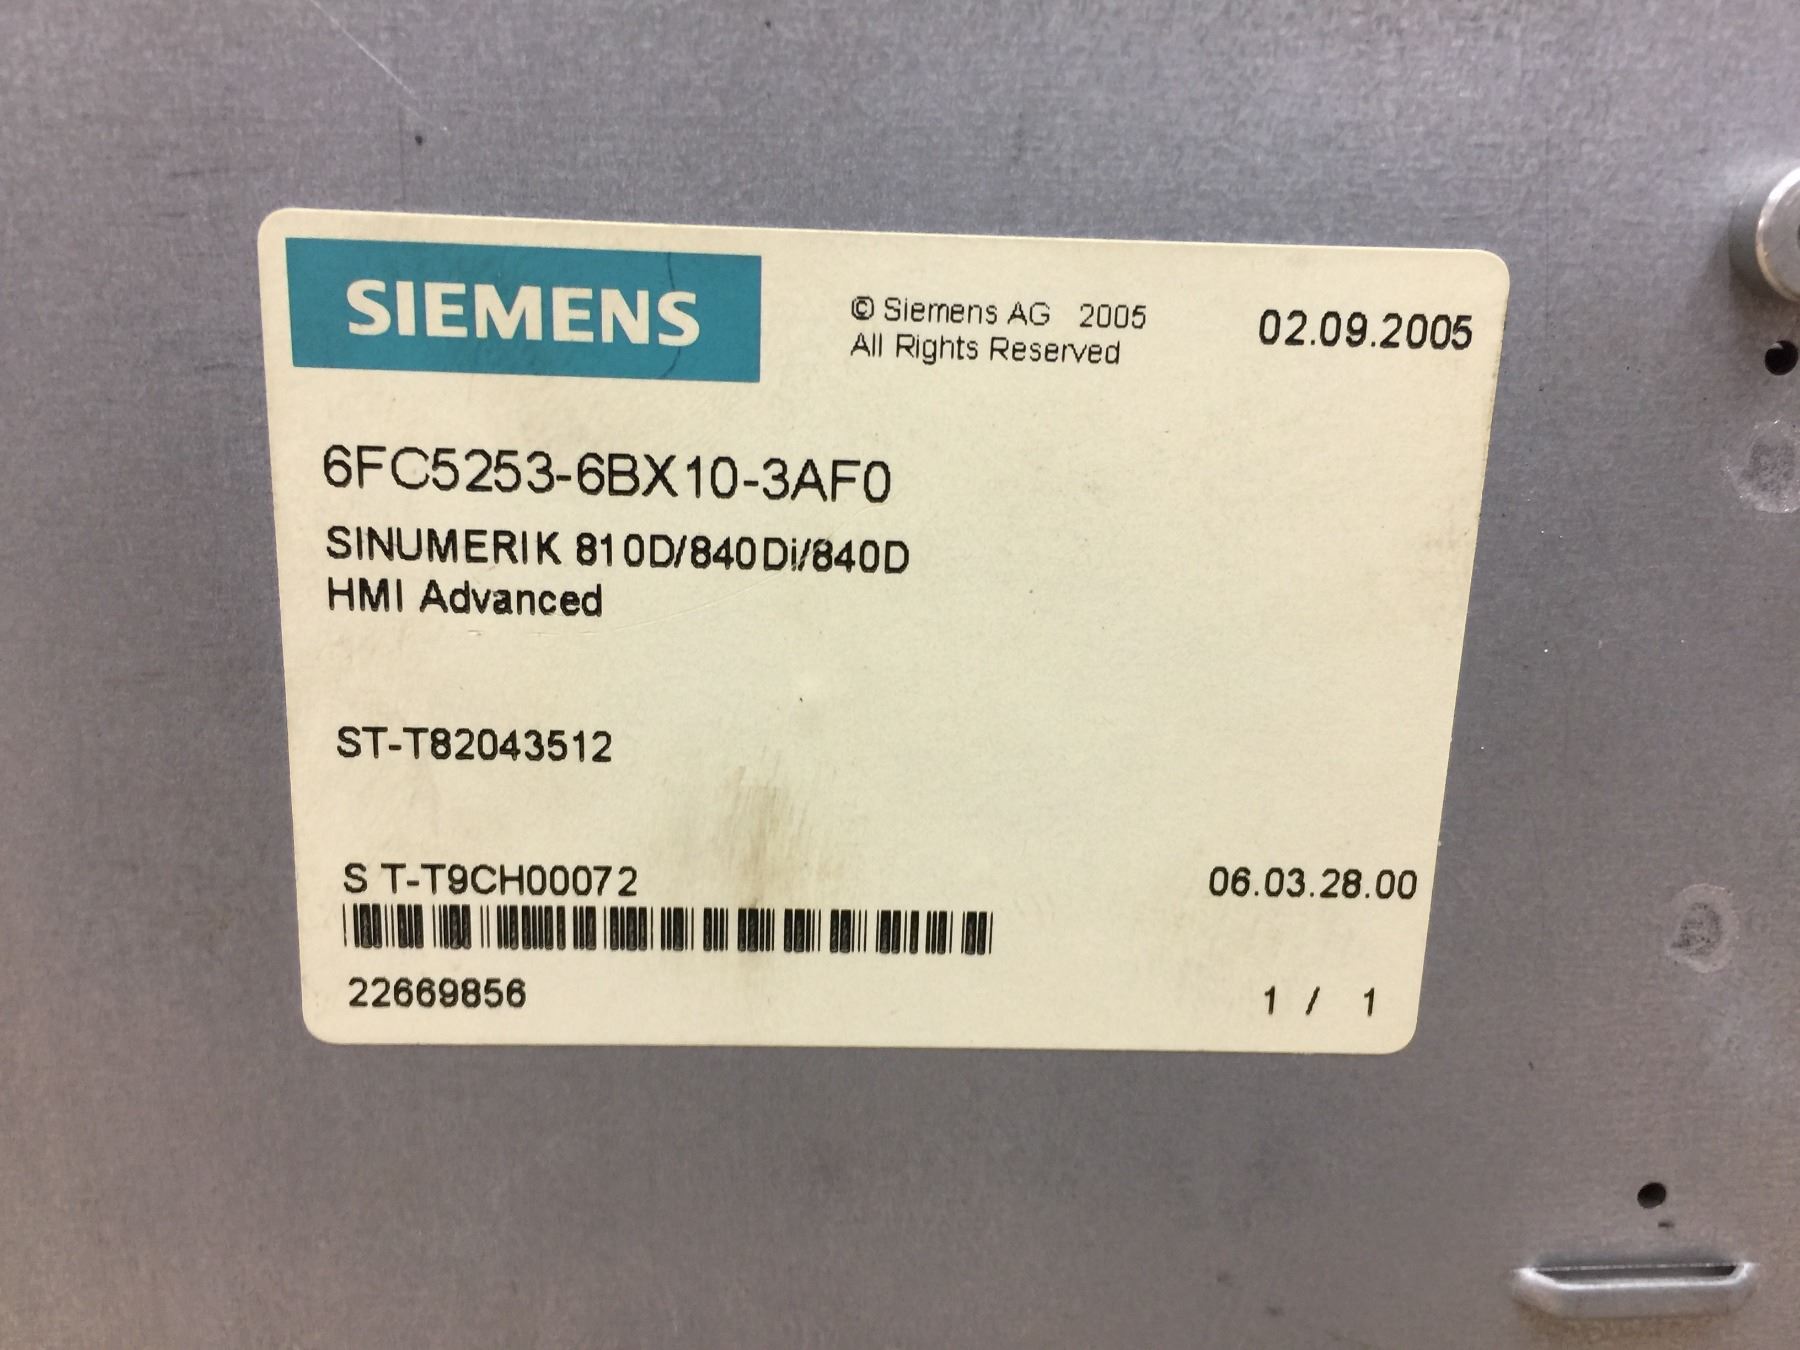 SIEMENS
© Siemens AG 2005
All Rights Reserved
02.09.2005
6FC5253-6BX10-3AF0
SINUMERIK 810D/840Di/840D
HMI Advanced
ST-T82043512
S T-T9CH00072
06.03.28.00
22669856
1 / 1